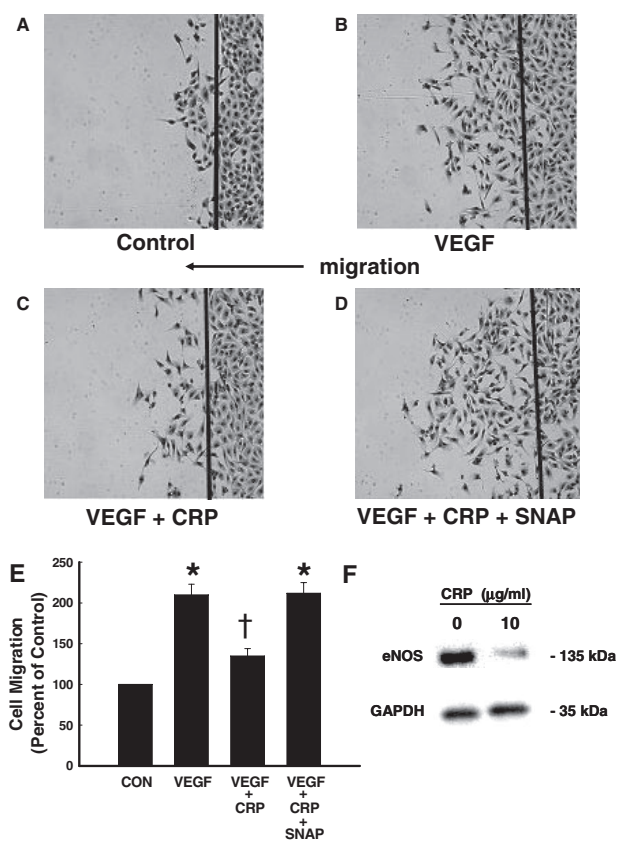 A
B
Control
VEGF
migration
C
D
VEGF + CRP
VEGF + CRP + SNAP
E
Cell Migration
(Percent of Control)
250
200
150
100
50
0
*
†
*
CON
VEGF
VEGF
+
CRP
VEGF
+
CRP
+
SNAP
F
CRP (μg/ml)
0 10
eNOS - 135 kDa
GAPDH - 35 kDa